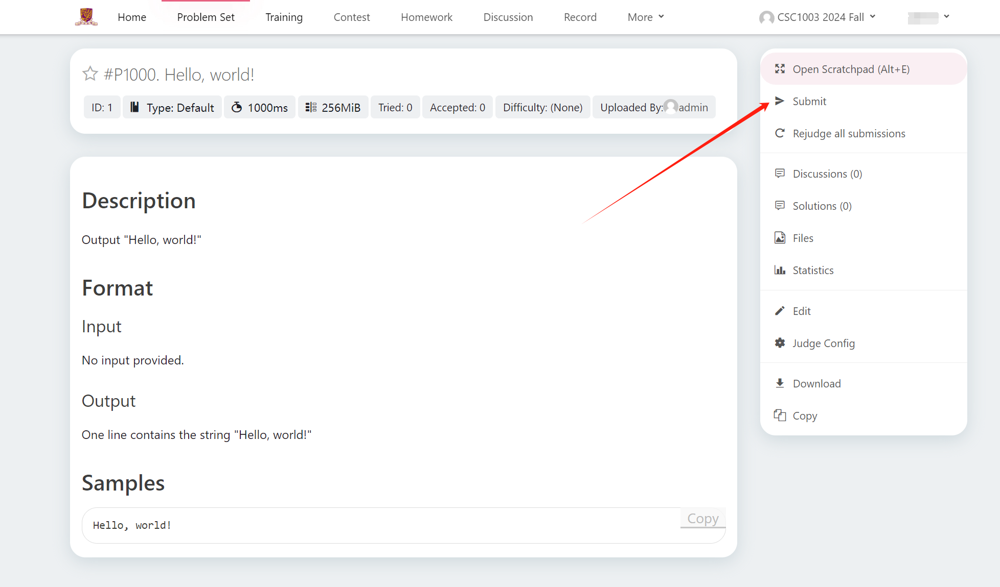 Home Problem Set Training Contest Homework Discussion Record More CSC1003 2024 Fall
#P1000. Hello, world!
ID: 1 Type: Default 1000ms 256MiB Tried: 0 Accepted: 0 Difficulty: (None) Uploaded By: admin
Description
Output "Hello, world!"
Format
Input
No input provided.
Output
One line contains the string "Hello, world!"
Samples
Copy
Hello, world!
Open Scratchpad (Alt+E)
Submit
Rejudge all submissions
Discussions (0)
Solutions (0)
Files
Statistics
Edit
Judge Config
Download
Copy